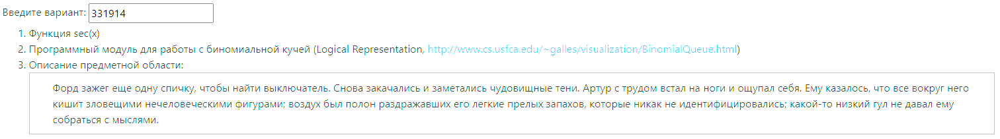 Введите вариант: 331914
1. Функция sec(x)
2. Программный модуль для работы с биномиальной кучей (Logical Representation, http://www.cs.usfca.edu/~galles/visualization/BinomialQueue.html)
3. Описание предметной области:
Форд зажег еще одну спичку, чтобы найти выключатель. Снова закачались и заметались чудовищные тени. Артур с трудом встал на ноги и ощупал себя. Ему казалось, что все вокруг него
кишит зловещими нечеловеческими фигурами; воздух был полон раздражавших его легкие прелых запахов, которые никак не идентифицировались; какой-то низкий гул не давал ему
собраться с мыслями.